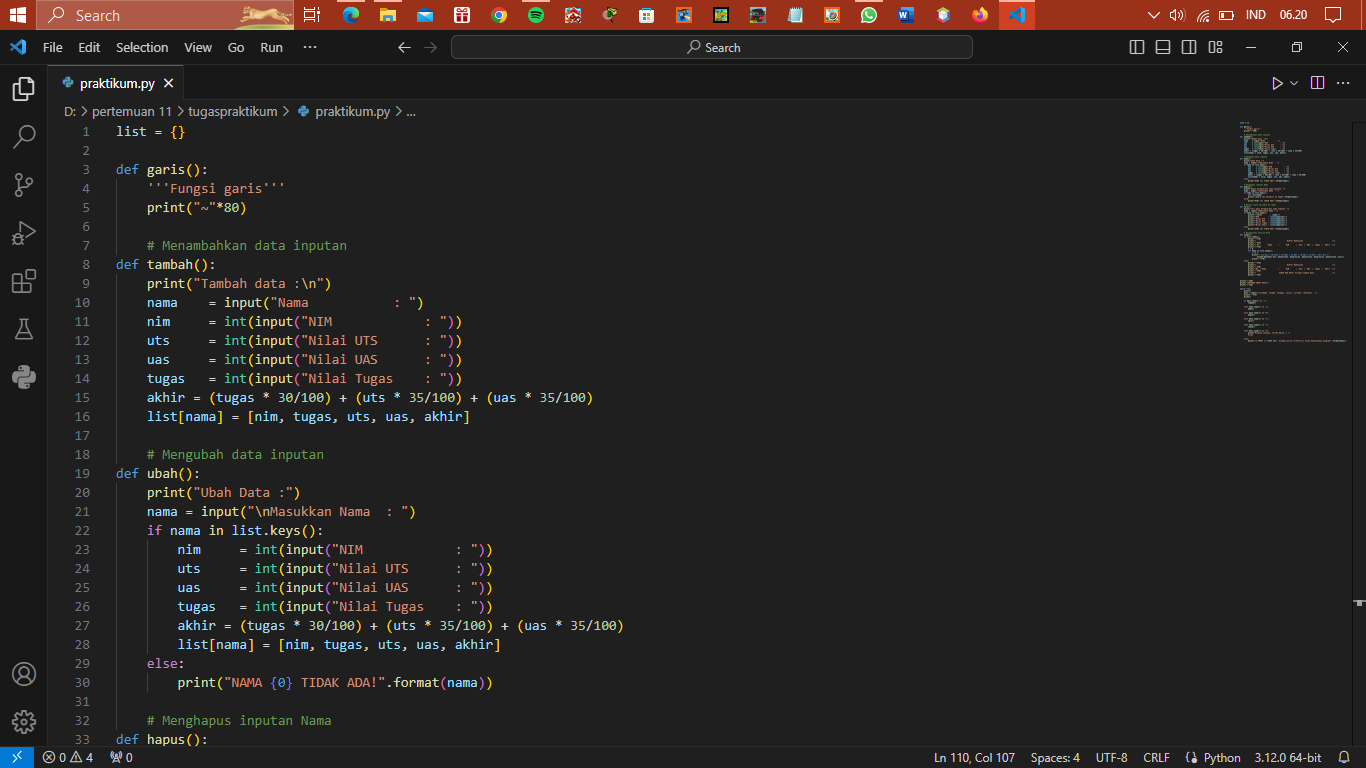 Search
IND 06.20
File Edit Selection View Go Run ··· Search
praktikum.py
D: > pertemuan 11 > tugaspraktikum > praktikum.py > ...
1 list = {}
2
3 def garis():
4     '''Fungsi garis'''
5     print("~"*80)
6
7     # Menambahkan data inputan
8 def tambah():
9     print("Tambah data :\n")
10     nama    = input("Nama           : ")
11     nim     = int(input("NIM            : "))
12     uts     = int(input("Nilai UTS      : "))
13     uas     = int(input("Nilai UAS      : "))
14     tugas   = int(input("Nilai Tugas    : "))
15     akhir = (tugas * 30/100) + (uts * 35/100) + (uas * 35/100)
16     list[nama] = [nim, tugas, uts, uas, akhir]
17
18     # Mengubah data inputan
19 def ubah():
20     print("Ubah Data :")
21     nama = input("\nMasukkan Nama  : ")
22     if nama in list.keys():
23         nim     = int(input("NIM            : "))
24         uts     = int(input("Nilai UTS      : "))
25         uas     = int(input("Nilai UAS      : "))
26         tugas   = int(input("Nilai Tugas    : "))
27         akhir = (tugas * 30/100) + (uts * 35/100) + (uas * 35/100)
28         list[nama] = [nim, tugas, uts, uas, akhir]
29     else:
30         print("NAMA {0} TIDAK ADA!".format(nama))
31
32     # Menghapus inputan Nama
33 def hapus():
0 4 0 Ln 110, Col 107 Spaces: 4 UTF-8 CRLF Python 3.12.0 64-bit